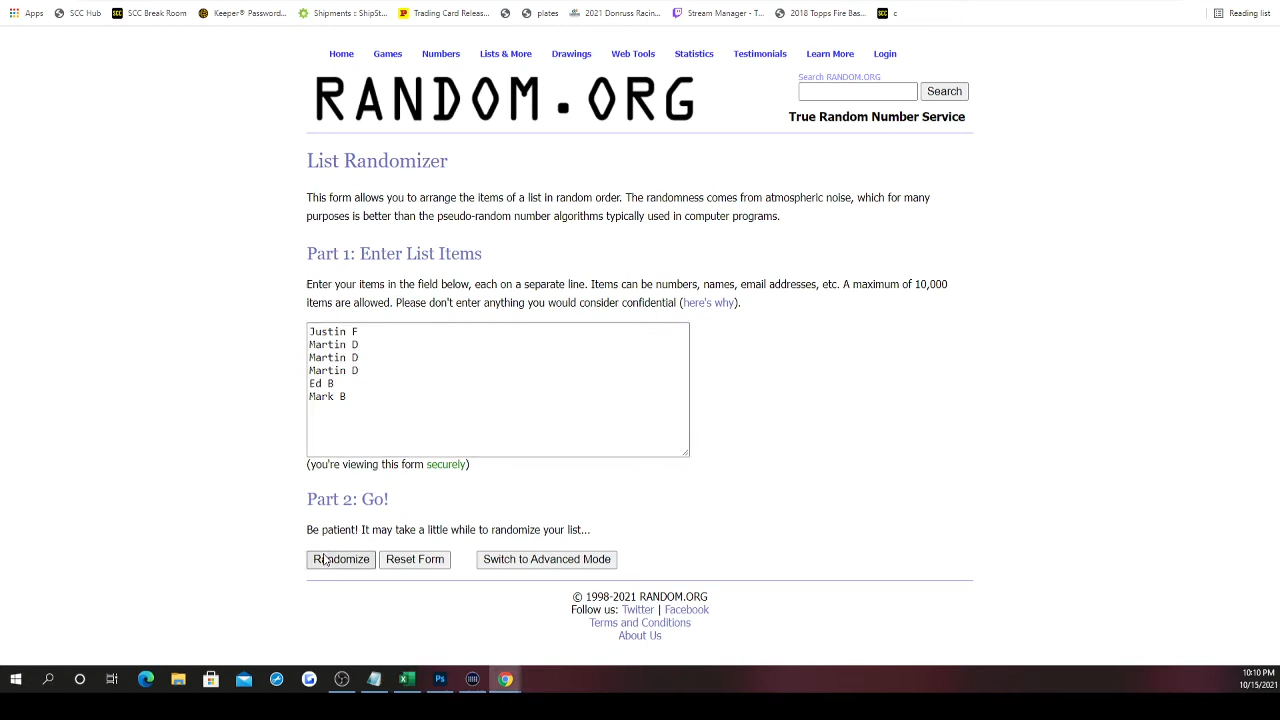 Apps SCC Hub SCC Break Room Keeper® Password... Shipments :: ShipSt... Trading Card Releas... plates 2021 Donruss Racin... Stream Manager - T... 2018 Topps Fire Bas... c Reading list
Home Games Numbers Lists & More Drawings Web Tools Statistics Testimonials Learn More Login
RANDOM.ORG
Search RANDOM.ORG
Search
True Random Number Service
List Randomizer
This form allows you to arrange the items of a list in random order. The randomness comes from atmospheric noise, which for many
purposes is better than the pseudo-random number algorithms typically used in computer programs.
Part 1: Enter List Items
Enter your items in the field below, each on a separate line. Items can be numbers, names, email addresses, etc. A maximum of 10,000
items are allowed. Please don't enter anything you would consider confidential (here's why).
Justin F
Martin D
Martin D
Martin D
Ed B
Mark B
(you're viewing this form securely)
Part 2: Go!
Be patient! It may take a little while to randomize your list...
Randomize Reset Form Switch to Advanced Mode
© 1998-2021 RANDOM.ORG
Follow us: Twitter | Facebook
Terms and Conditions
About Us
10:10 PM
10/15/2021